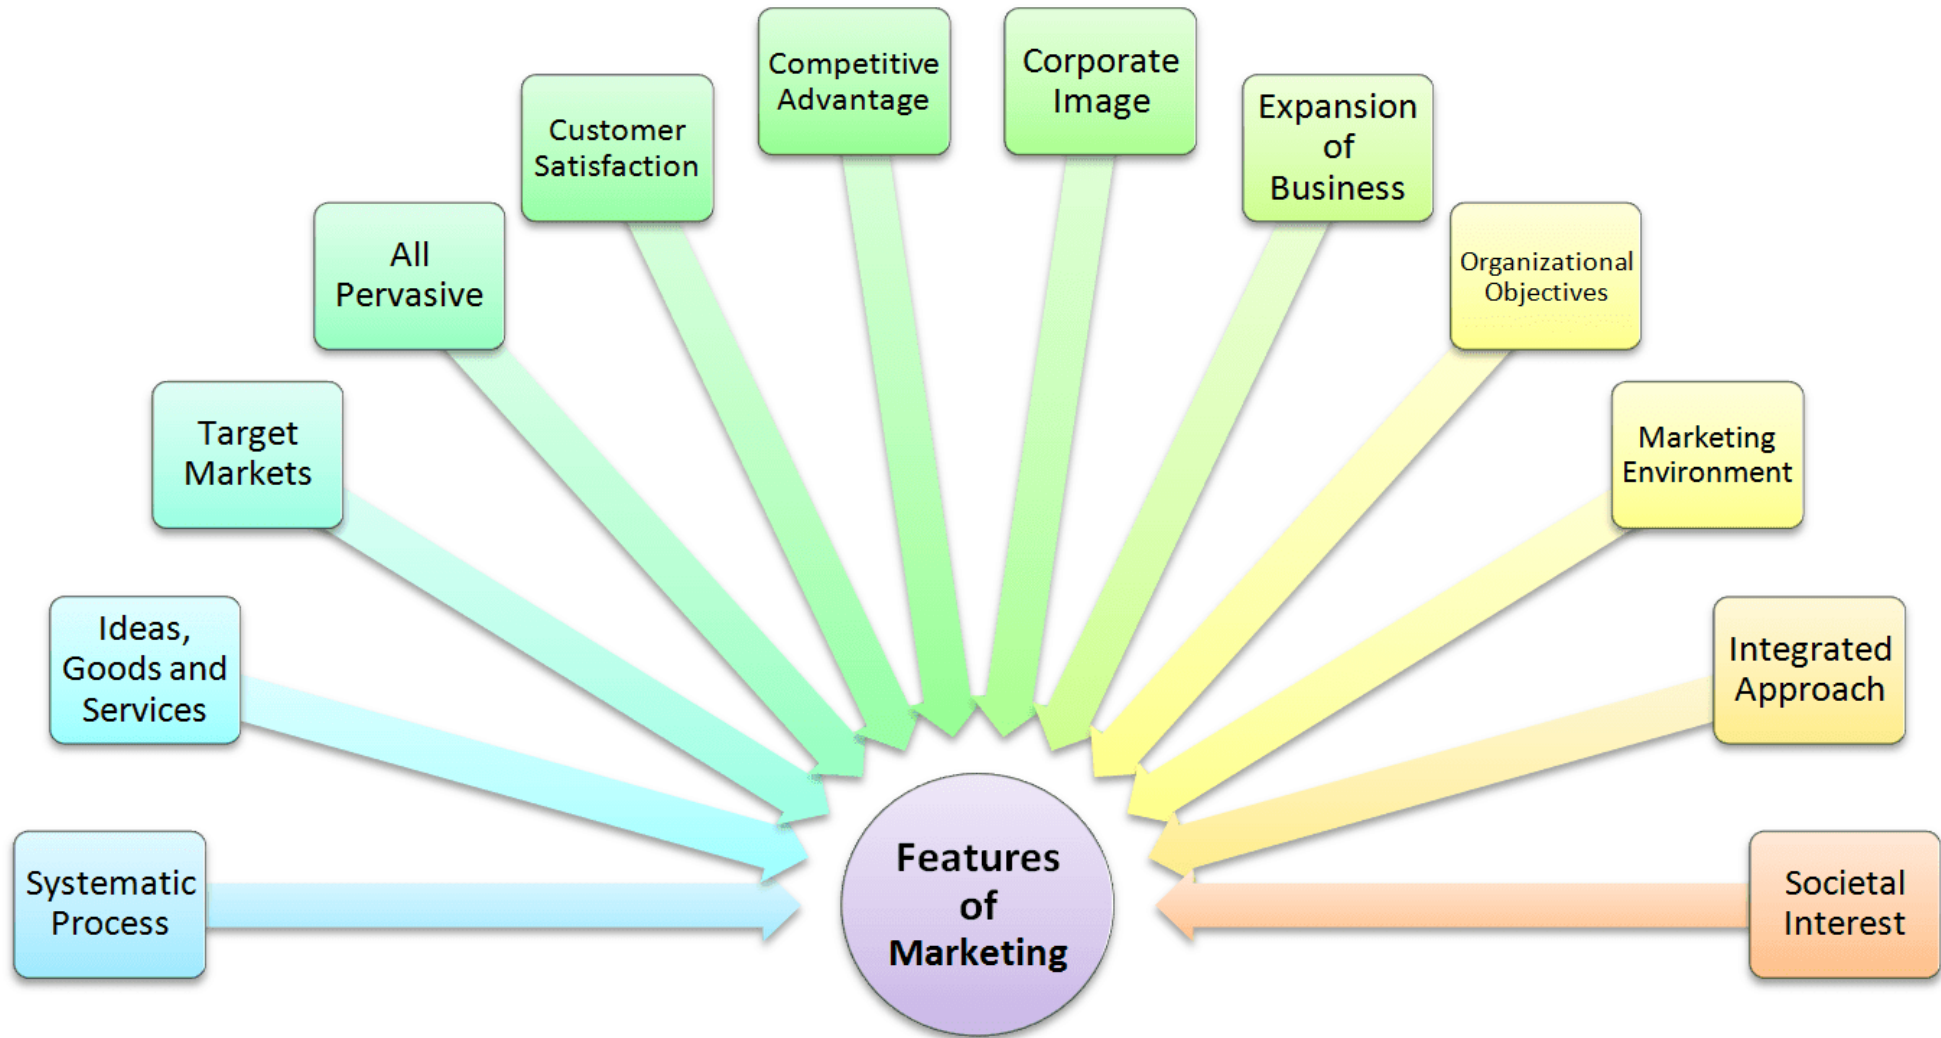 Systematic
Process
Ideas,
Goods and
Services
Target
Markets
All
Pervasive
Customer
Satisfaction
Competitive
Advantage
Corporate
Image
Expansion
of
Business
Organizational
Objectives
Marketing
Environment
Integrated
Approach
Societal
Interest
Features
of
Marketing